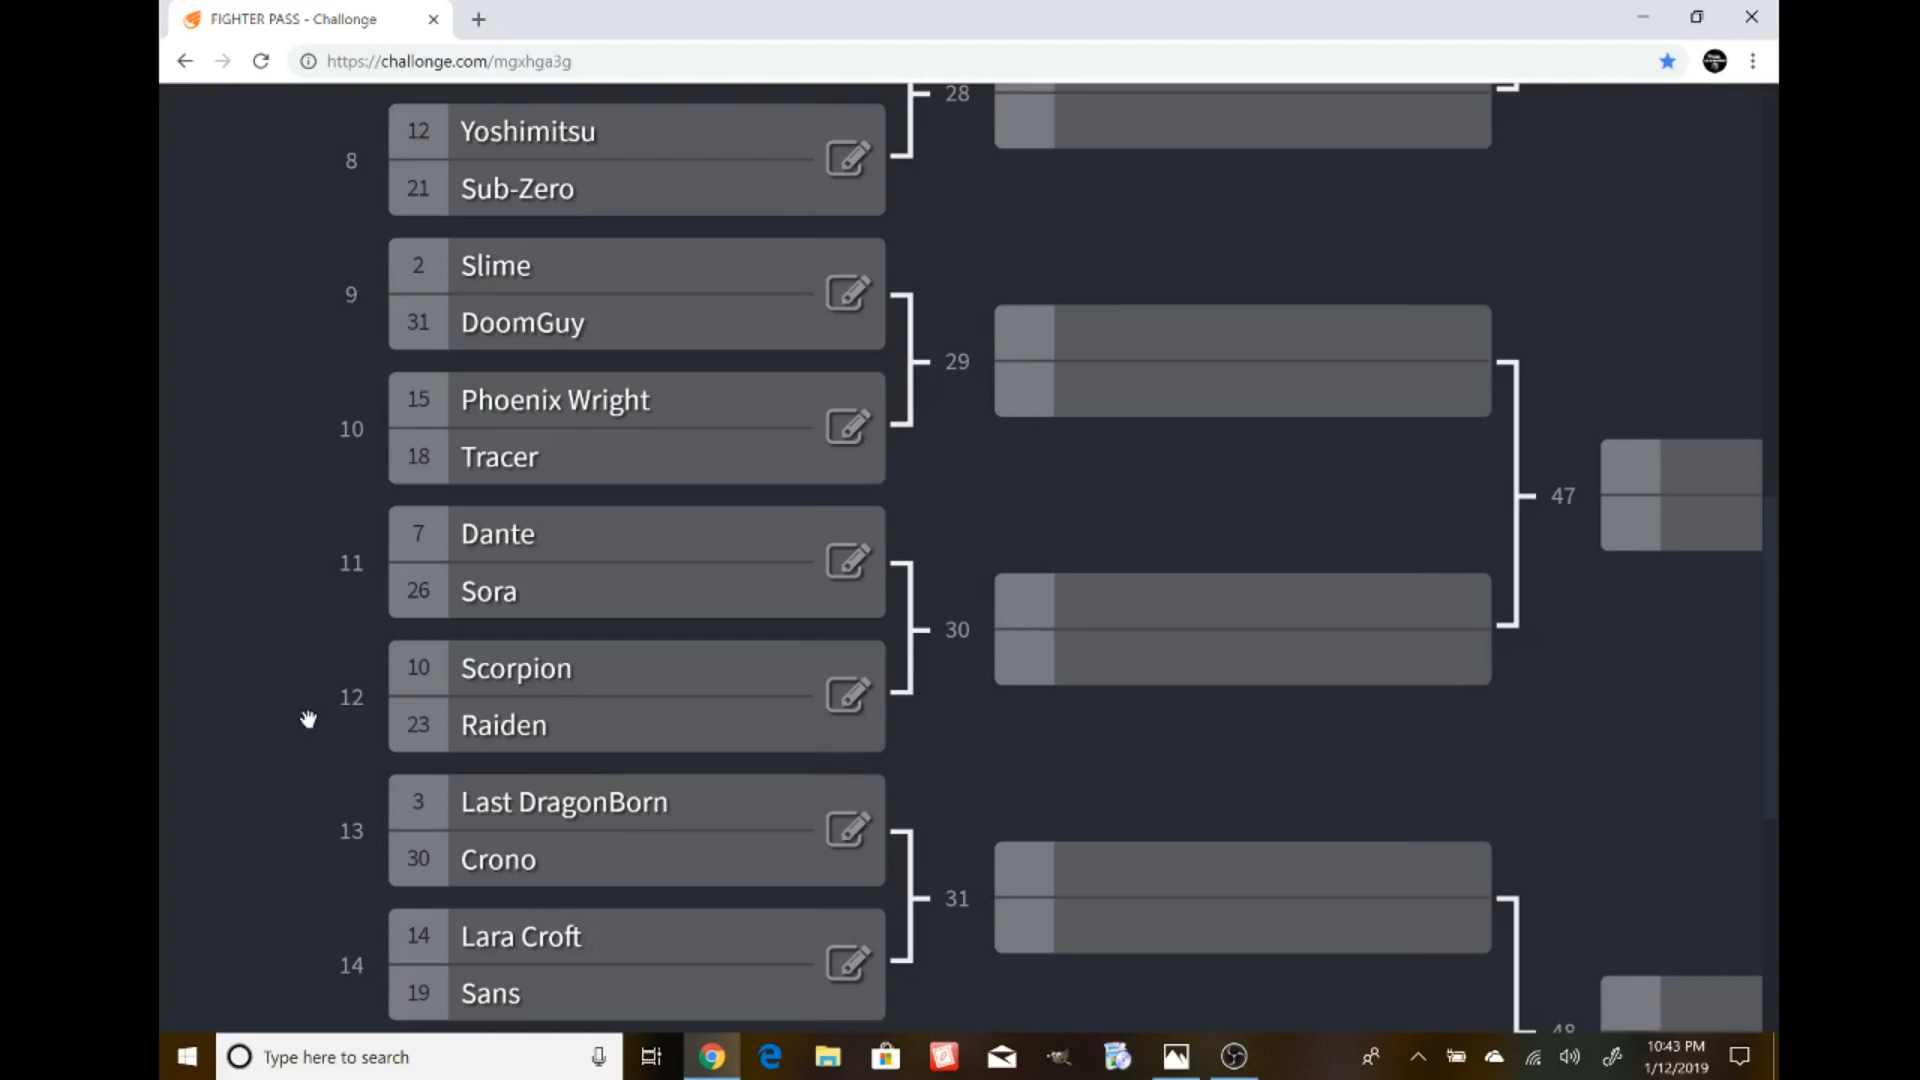 FIGHTER PASS - Challonge
https://challonge.com/mgxhga3g
28
8
12 Yoshimitsu
21 Sub-Zero
9
2 Slime
31 DoomGuy
29
10
15 Phoenix Wright
18 Tracer
47
11
7 Dante
26 Sora
30
12
10 Scorpion
23 Raiden
13
3 Last DragonBorn
30 Crono
31
14
14 Lara Croft
19 Sans
48
Type here to search
10:43 PM
1/12/2019